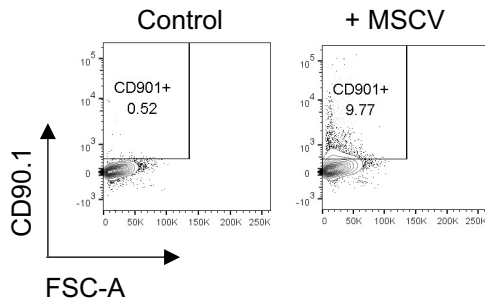 Control
+ MSCV
10^5
10^4
10^3
0
-10^3
CD901+
0.52
0
50K
100K
150K
200K
250K
10^5
10^4
10^3
0
-10^3
CD901+
9.77
0
50K
100K
150K
200K
250K
CD90.1
FSC-A